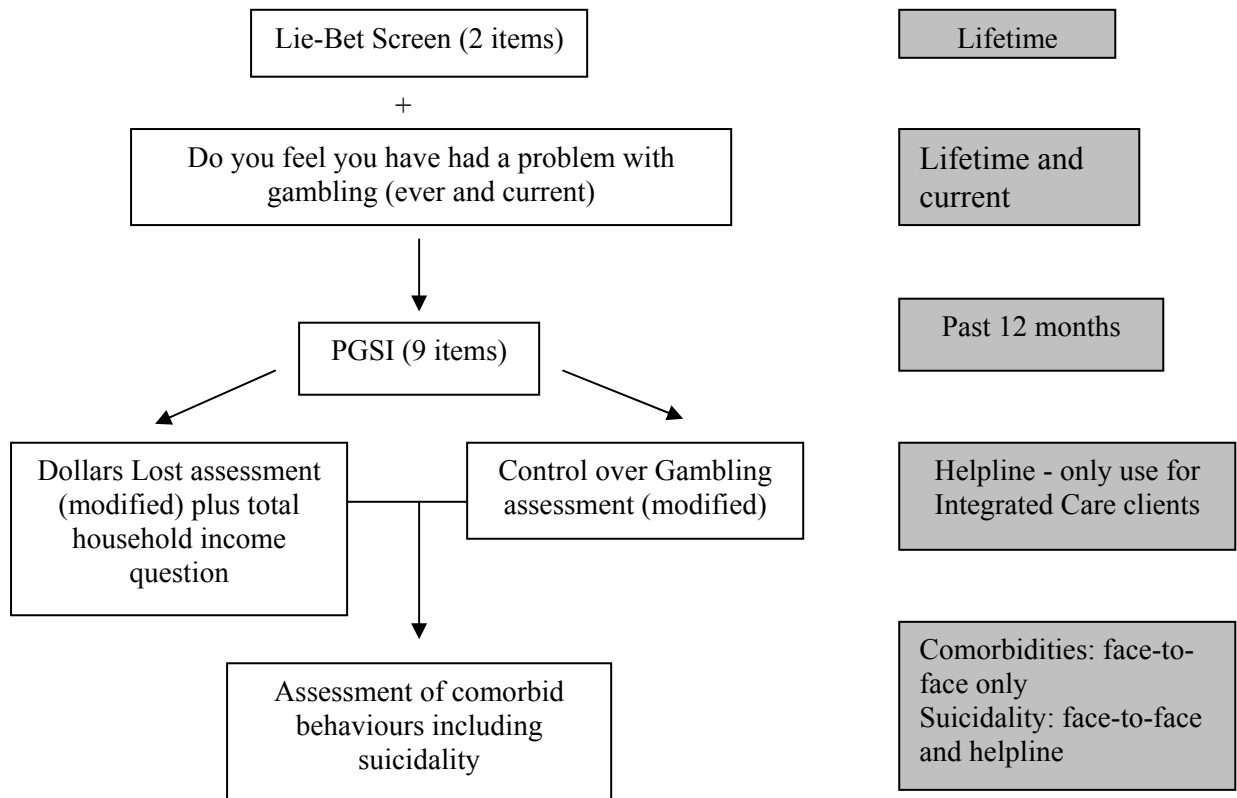 Lie-Bet Screen (2 items)
Lifetime
+
Do you feel you have had a problem with
gambling (ever and current)
Lifetime and
current
PGSI (9 items)
Past 12 months
Dollars Lost assessment
(modified) plus total
household income
question
Control over Gambling
assessment (modified)
Helpline - only use for
Integrated Care clients
Assessment of comorbid
behaviours including
suicidality
Comorbidities: face-to-
face only
Suicidality: face-to-face
and helpline